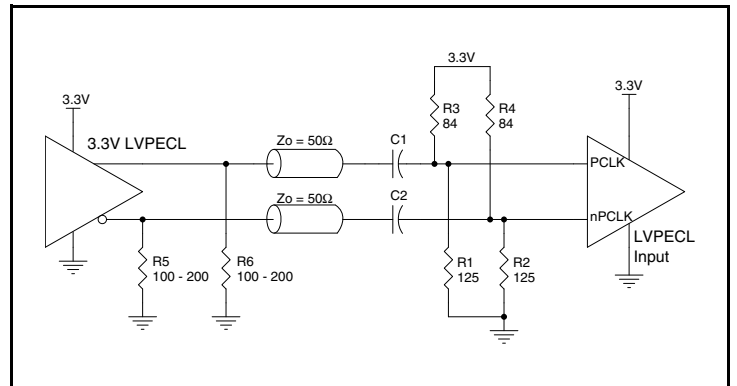 3.3V
3.3V
3.3V
3.3V LVPECL
R3
84
R4
84
Zo = 50Ω
C1
PCLK
Zo = 50Ω
C2
nPCLK
LVPECL
Input
R5
100 - 200
R6
100 - 200
R1
125
R2
125